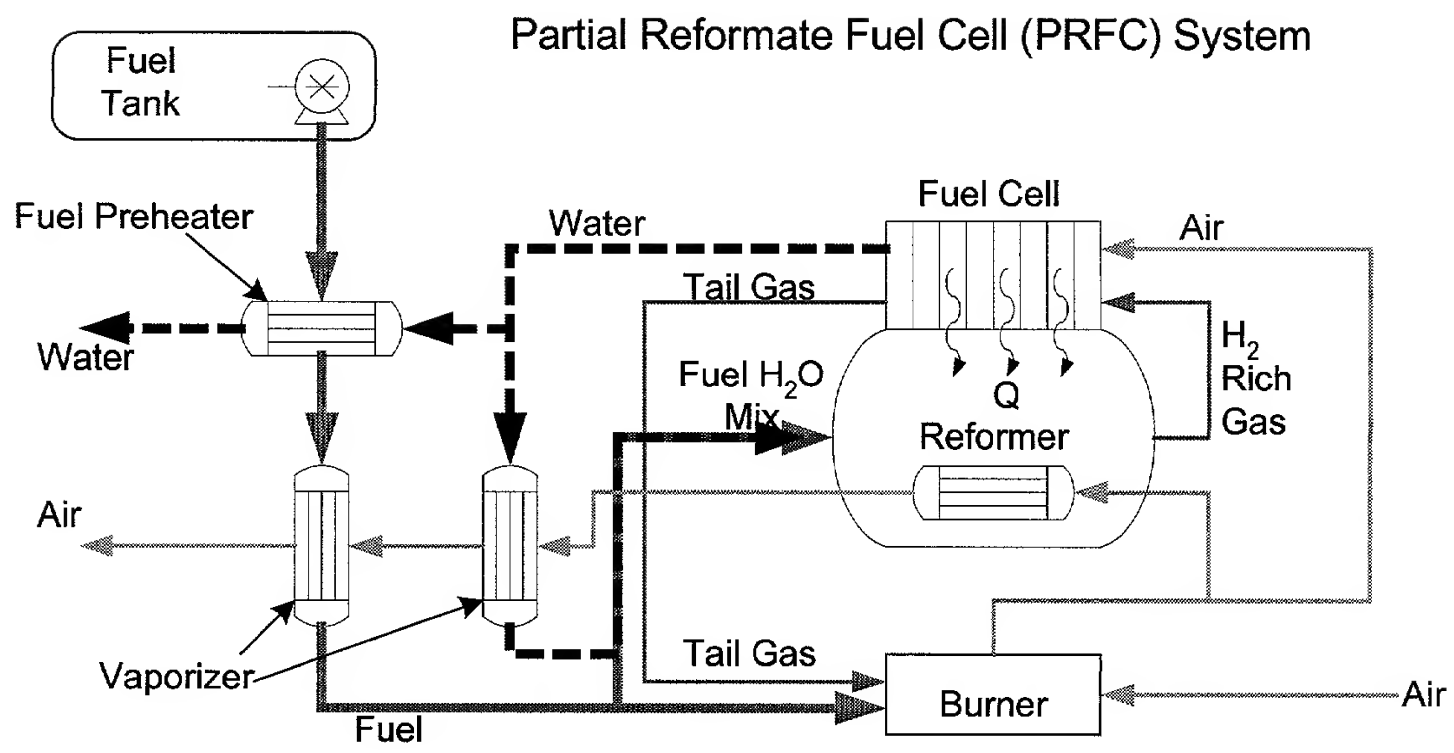 Partial Reformate Fuel Cell (PRFC) System
Fuel
Tank
Fuel Preheater
Water
Fuel Cell
Air
Tail Gas
Water
H₂
Rich
Gas
Fuel H₂O
Mix
Q
Reformer
Air
Vaporizer
Tail Gas
Burner
Air
Fuel